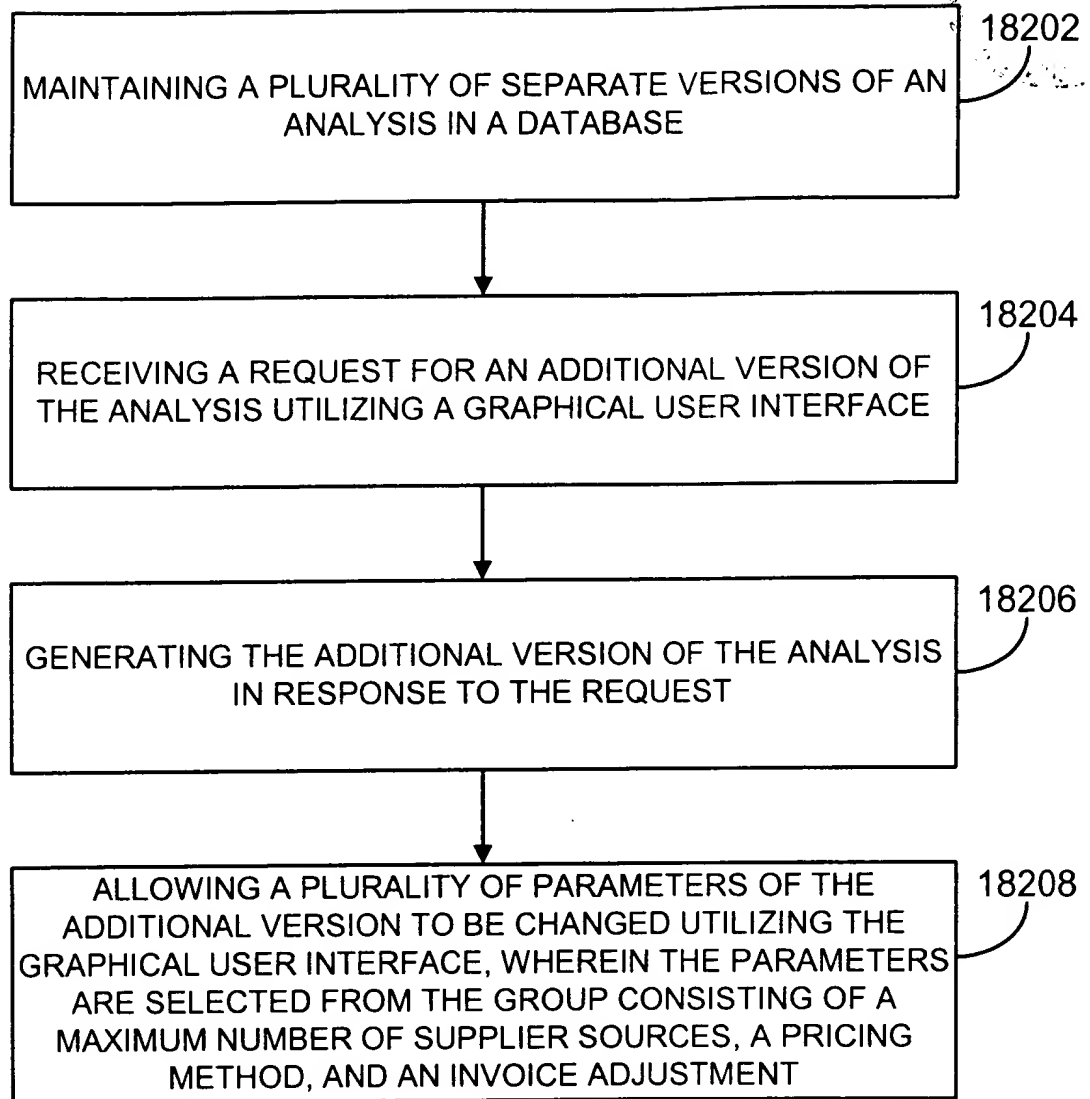 18202
MAINTAINING A PLURALITY OF SEPARATE VERSIONS OF AN
ANALYSIS IN A DATABASE
18204
RECEIVING A REQUEST FOR AN ADDITIONAL VERSION OF
THE ANALYSIS UTILIZING A GRAPHICAL USER INTERFACE
18206
GENERATING THE ADDITIONAL VERSION OF THE ANALYSIS
IN RESPONSE TO THE REQUEST
18208
ALLOWING A PLURALITY OF PARAMETERS OF THE
ADDITIONAL VERSION TO BE CHANGED UTILIZING THE
GRAPHICAL USER INTERFACE, WHEREIN THE PARAMETERS
ARE SELECTED FROM THE GROUP CONSISTING OF A
MAXIMUM NUMBER OF SUPPLIER SOURCES, A PRICING
METHOD, AND AN INVOICE ADJUSTMENT